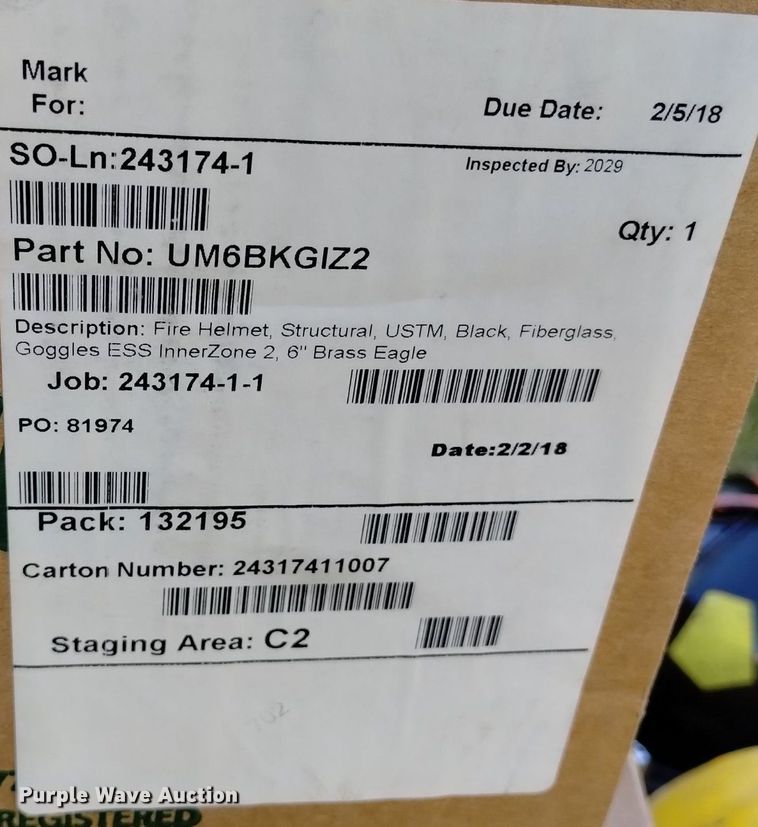 Mark
For:
Due Date: 2/5/18
SO-Ln:243174-1
Inspected By: 2029
Qty: 1
Part No: UM6BKGIZ2
Description: Fire Helmet, Structural, USTM, Black, Fiberglass,
Goggles ESS InnerZone 2, 6" Brass Eagle
Job: 243174-1-1
PO: 81974
Date:2/2/18
Pack: 132195
Carton Number: 24317411007
Staging Area: C2
702
Purple Wave Auction
REGISTERED